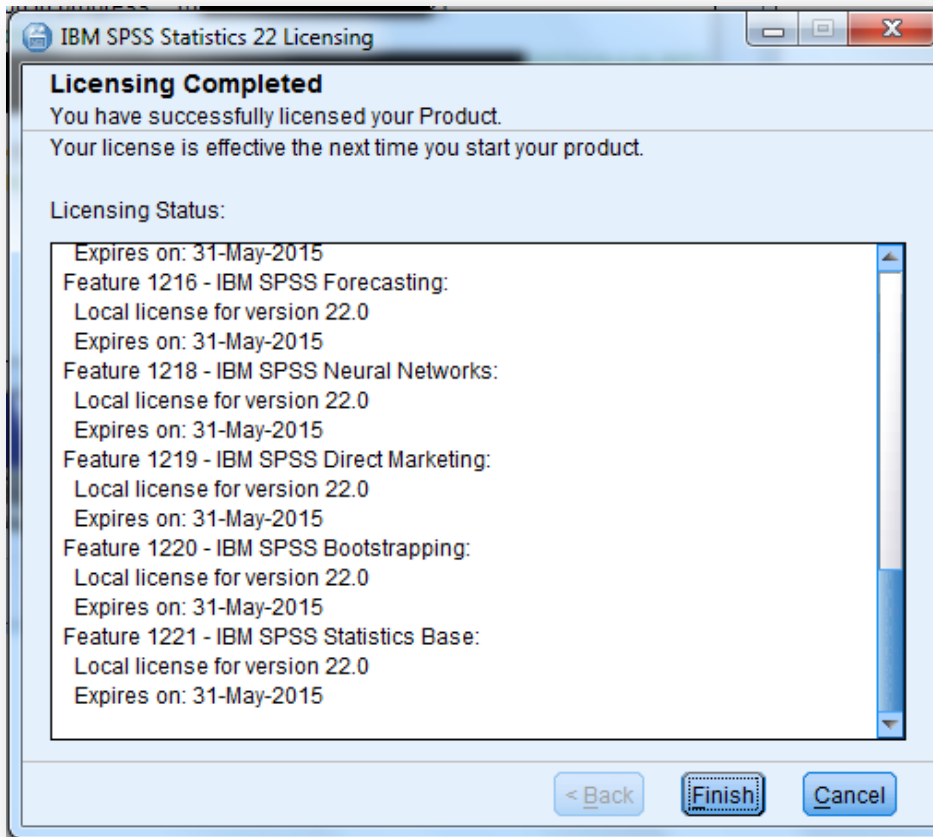 IBM SPSS Statistics 22 Licensing
Licensing Completed
You have successfully licensed your Product.
Your license is effective the next time you start your product.
Licensing Status:
Expires on: 31-May-2015
Feature 1216 - IBM SPSS Forecasting:
Local license for version 22.0
Expires on: 31-May-2015
Feature 1218 - IBM SPSS Neural Networks:
Local license for version 22.0
Expires on: 31-May-2015
Feature 1219 - IBM SPSS Direct Marketing:
Local license for version 22.0
Expires on: 31-May-2015
Feature 1220 - IBM SPSS Bootstrapping:
Local license for version 22.0
Expires on: 31-May-2015
Feature 1221 - IBM SPSS Statistics Base:
Local license for version 22.0
Expires on: 31-May-2015
< Back Finish Cancel